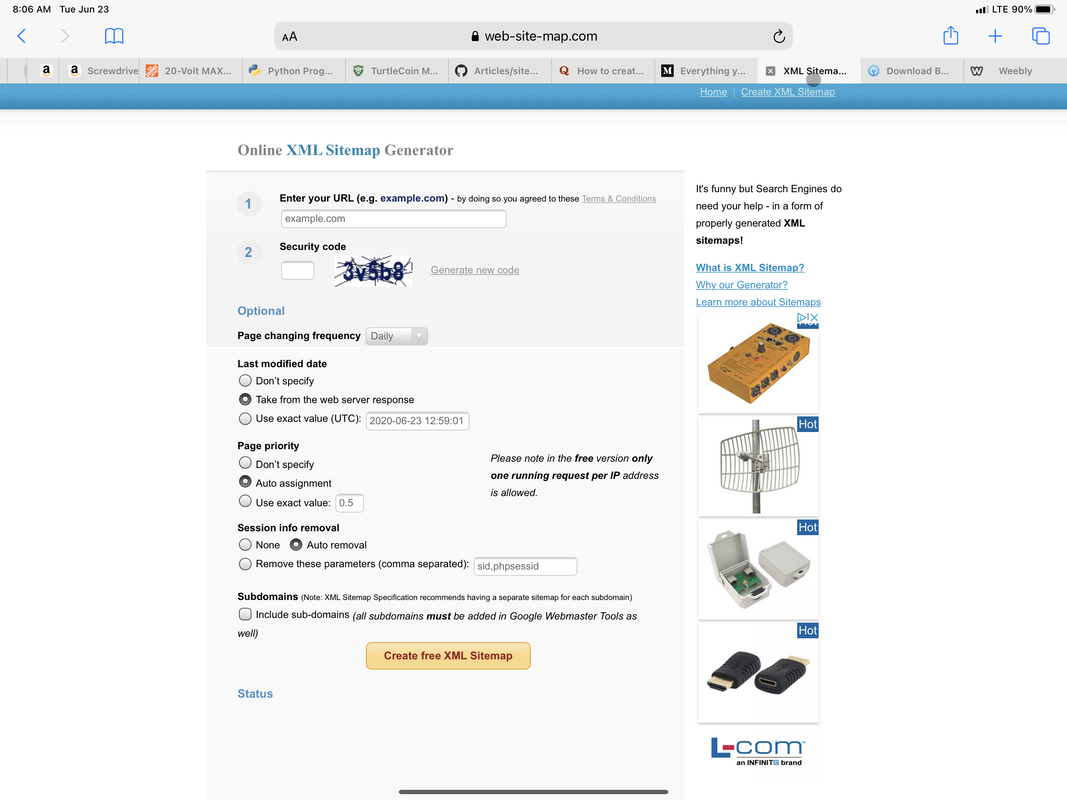 8:06 AM Tue Jun 23
LTE 90%
AA
web-site-map.com
a
a Screwdrive
20-Volt MAX...
Python Prog...
TurtleCoin M...
Articles/site...
Q How to creat...
M Everything y...
XML Sitema...
Download B...
W Weebly
Home | Create XML Sitemap
Online XML Sitemap Generator
1 Enter your URL (e.g. example.com) - by doing so you agreed to these Terms & Conditions
example.com
2 Security code
3v5b8
Generate new code
Optional
Page changing frequency Daily
Last modified date
Don't specify
Take from the web server response
Use exact value (UTC): 2020-06-23 12:59:01
Page priority
Don't specify
Auto assignment
Use exact value: 0.5
Please note in the free version only
one running request per IP address
is allowed.
Session info removal
None Auto removal
Remove these parameters (comma separated): sid,phpsessid
Subdomains (Note: XML Sitemap Specification recommends having a separate sitemap for each subdomain)
Include sub-domains (all subdomains must be added in Google Webmaster Tools as
well)
Create free XML Sitemap
Status
It's funny but Search Engines do
need your help - in a form of
properly generated XML
sitemaps!
What is XML Sitemap?
Why our Generator?
Learn more about Sitemaps
Hot
Hot
Hot
Hot
L-com
an INFINIT brand